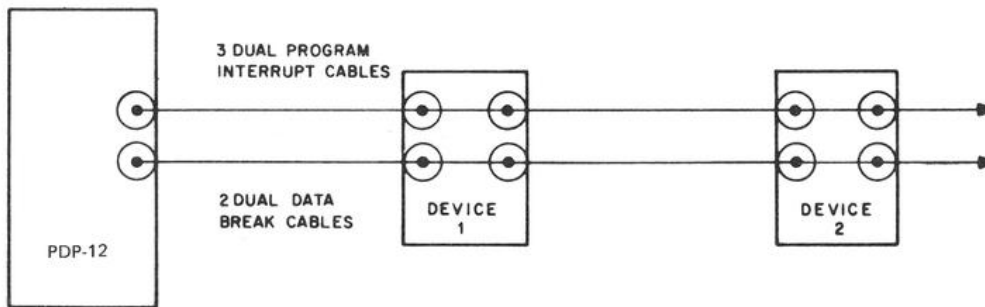 3 DUAL PROGRAM
INTERRUPT CABLES
2 DUAL DATA
BREAK CABLES
PDP-12
DEVICE
1
DEVICE
2